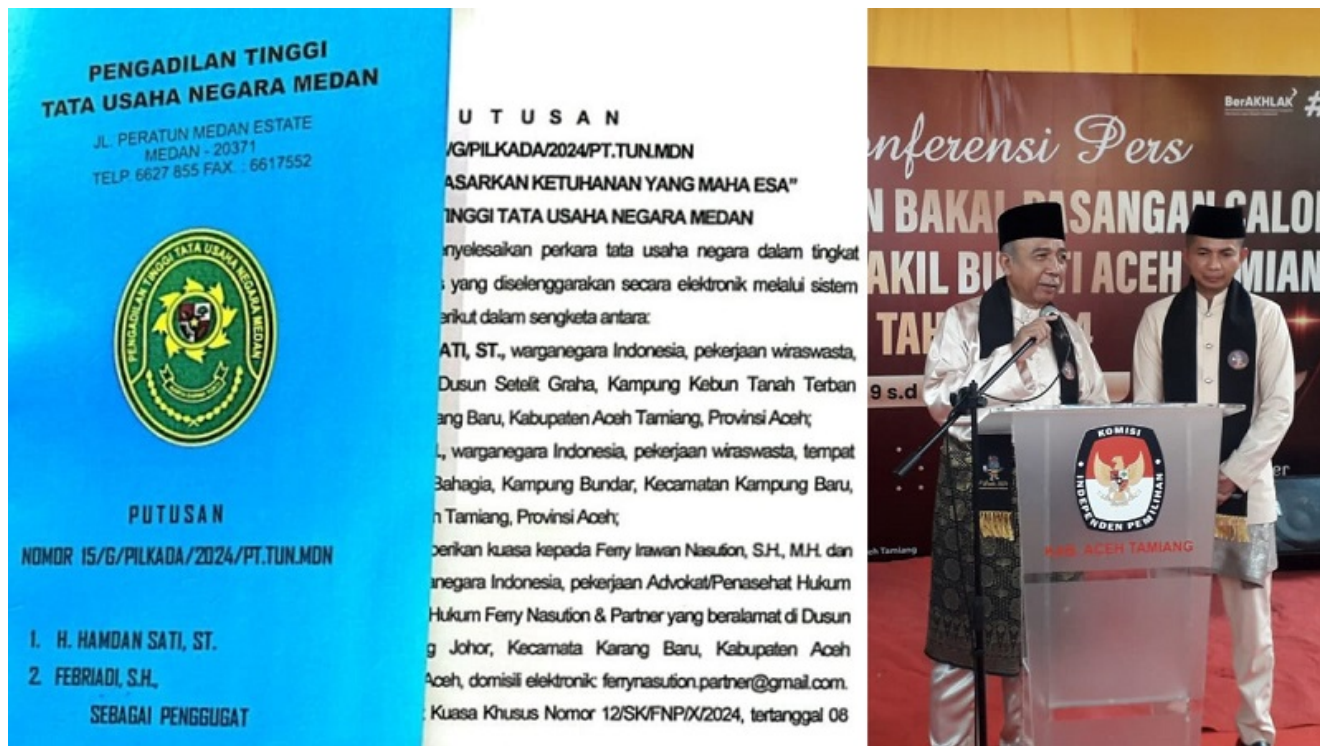 PENGADILAN TINGGI
TATA USAHA NEGARA MEDAN
JL. PERATUN MEDAN ESTATE
MEDAN - 20371
TELP. 6627 855 FAX. : 6617552
PENGADILAN TINGGI TATA USAHA NEGARA MEDAN
PUTUSAN
NOMOR 15/G/PILKADA/2024/PT.TUN.MDN
1. H. HAMDAN SATI, ST.
2. FEBRIADI, S.H.,
SEBAGAI PENGGUGAT
U T U S A N
/G/PILKADA/2024/PT.TUN.MDN
ASARKAN KETUHANAN YANG MAHA ESA”
TINGGI TATA USAHA NEGARA MEDAN
nyelesaikan perkara tata usaha negara dalam tingkat
yang diselenggarakan secara elektronik melalui sistem
erikut dalam sengketa antara:
ATI, ST., warganegara Indonesia, pekerjaan wiraswasta,
Dusun Setelit Graha, Kampung Kebun Tanah Terban
ang Baru, Kabupaten Aceh Tamiang, Provinsi Aceh;
., warganegara Indonesia, pekerjaan wiraswasta, tempat
Bahagia, Kampung Bundar, Kecamatan Kampung Baru,
n Tamiang, Provinsi Aceh;
berikan kuasa kepada Ferry Irawan Nasution, S.H., M.H. dan
anegara Indonesia, pekerjaan Advokat/Penasehat Hukum
Hukum Ferry Nasution & Partner yang beralamat di Dusun
g Johor, Kecamata Karang Baru, Kabupaten Aceh
Aceh, domisili elektronik: ferrynasution.partner@gmail.com.
Kuasa Khusus Nomor 12/SK/FNP/X/2024, tertanggal 08
BerAKHLAK #
onferensi Pers
N BAKAL PASANGAN CALO
AKIL BUPATI ACEH TAMIAN
TAH 4
9 s.d
eh Tamiang
KOMISI
INDEPENDEN PEMILIHAN
KAB. ACEH TAMIANG